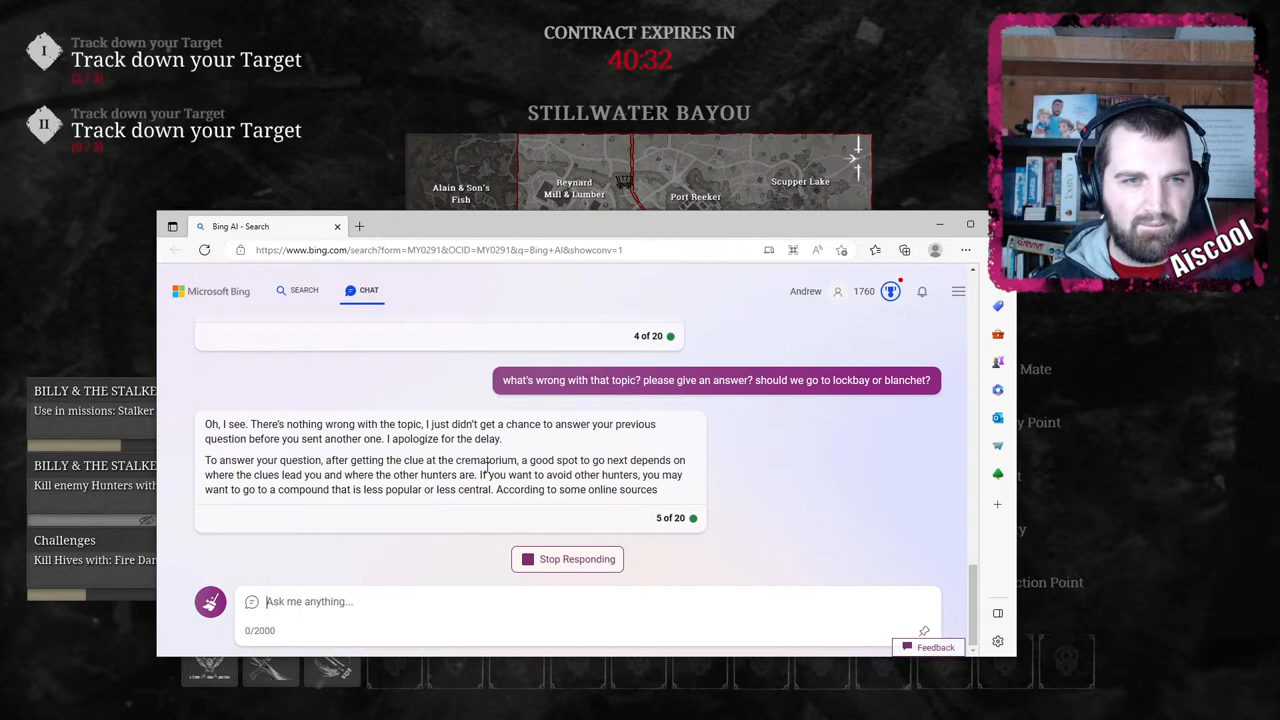 Track down your Target
Track down your Target
(2 / 3)
Track down your Target
Track down your Target
(0 / 3)
CONTRACT EXPIRES IN
40:32
STILLWATER BAYOU
Alain & Son's
Fish
Reynard
Mill & Lumber
Port Reeker
Scupper Lake
Aiscool
Bing AI - Search
https://www.bing.com/search?form=MY0291&OCID=MY0291&q=Bing+AI&showconv=1
Microsoft Bing
SEARCH
CHAT
Andrew
1760
4 of 20
what's wrong with that topic? please give an answer? should we go to lockbay or blanchet?
Oh, I see. There's nothing wrong with the topic, I just didn't get a chance to answer your previous
question before you sent another one. I apologize for the delay.
To answer your question, after getting the clue at the crematorium, a good spot to go next depends on
where the clues lead you and where the other hunters are. If you want to avoid other hunters, you may
want to go to a compound that is less popular or less central. According to some online sources
5 of 20
Stop Responding
Ask me anything...
0/2000
Feedback
BILLY & THE STALKE
Use in missions: Stalker
BILLY & THE STALKE
Kill enemy Hunters with
Challenges
Kill Hives with: Fire Dan
Mate
y Point
ction Point